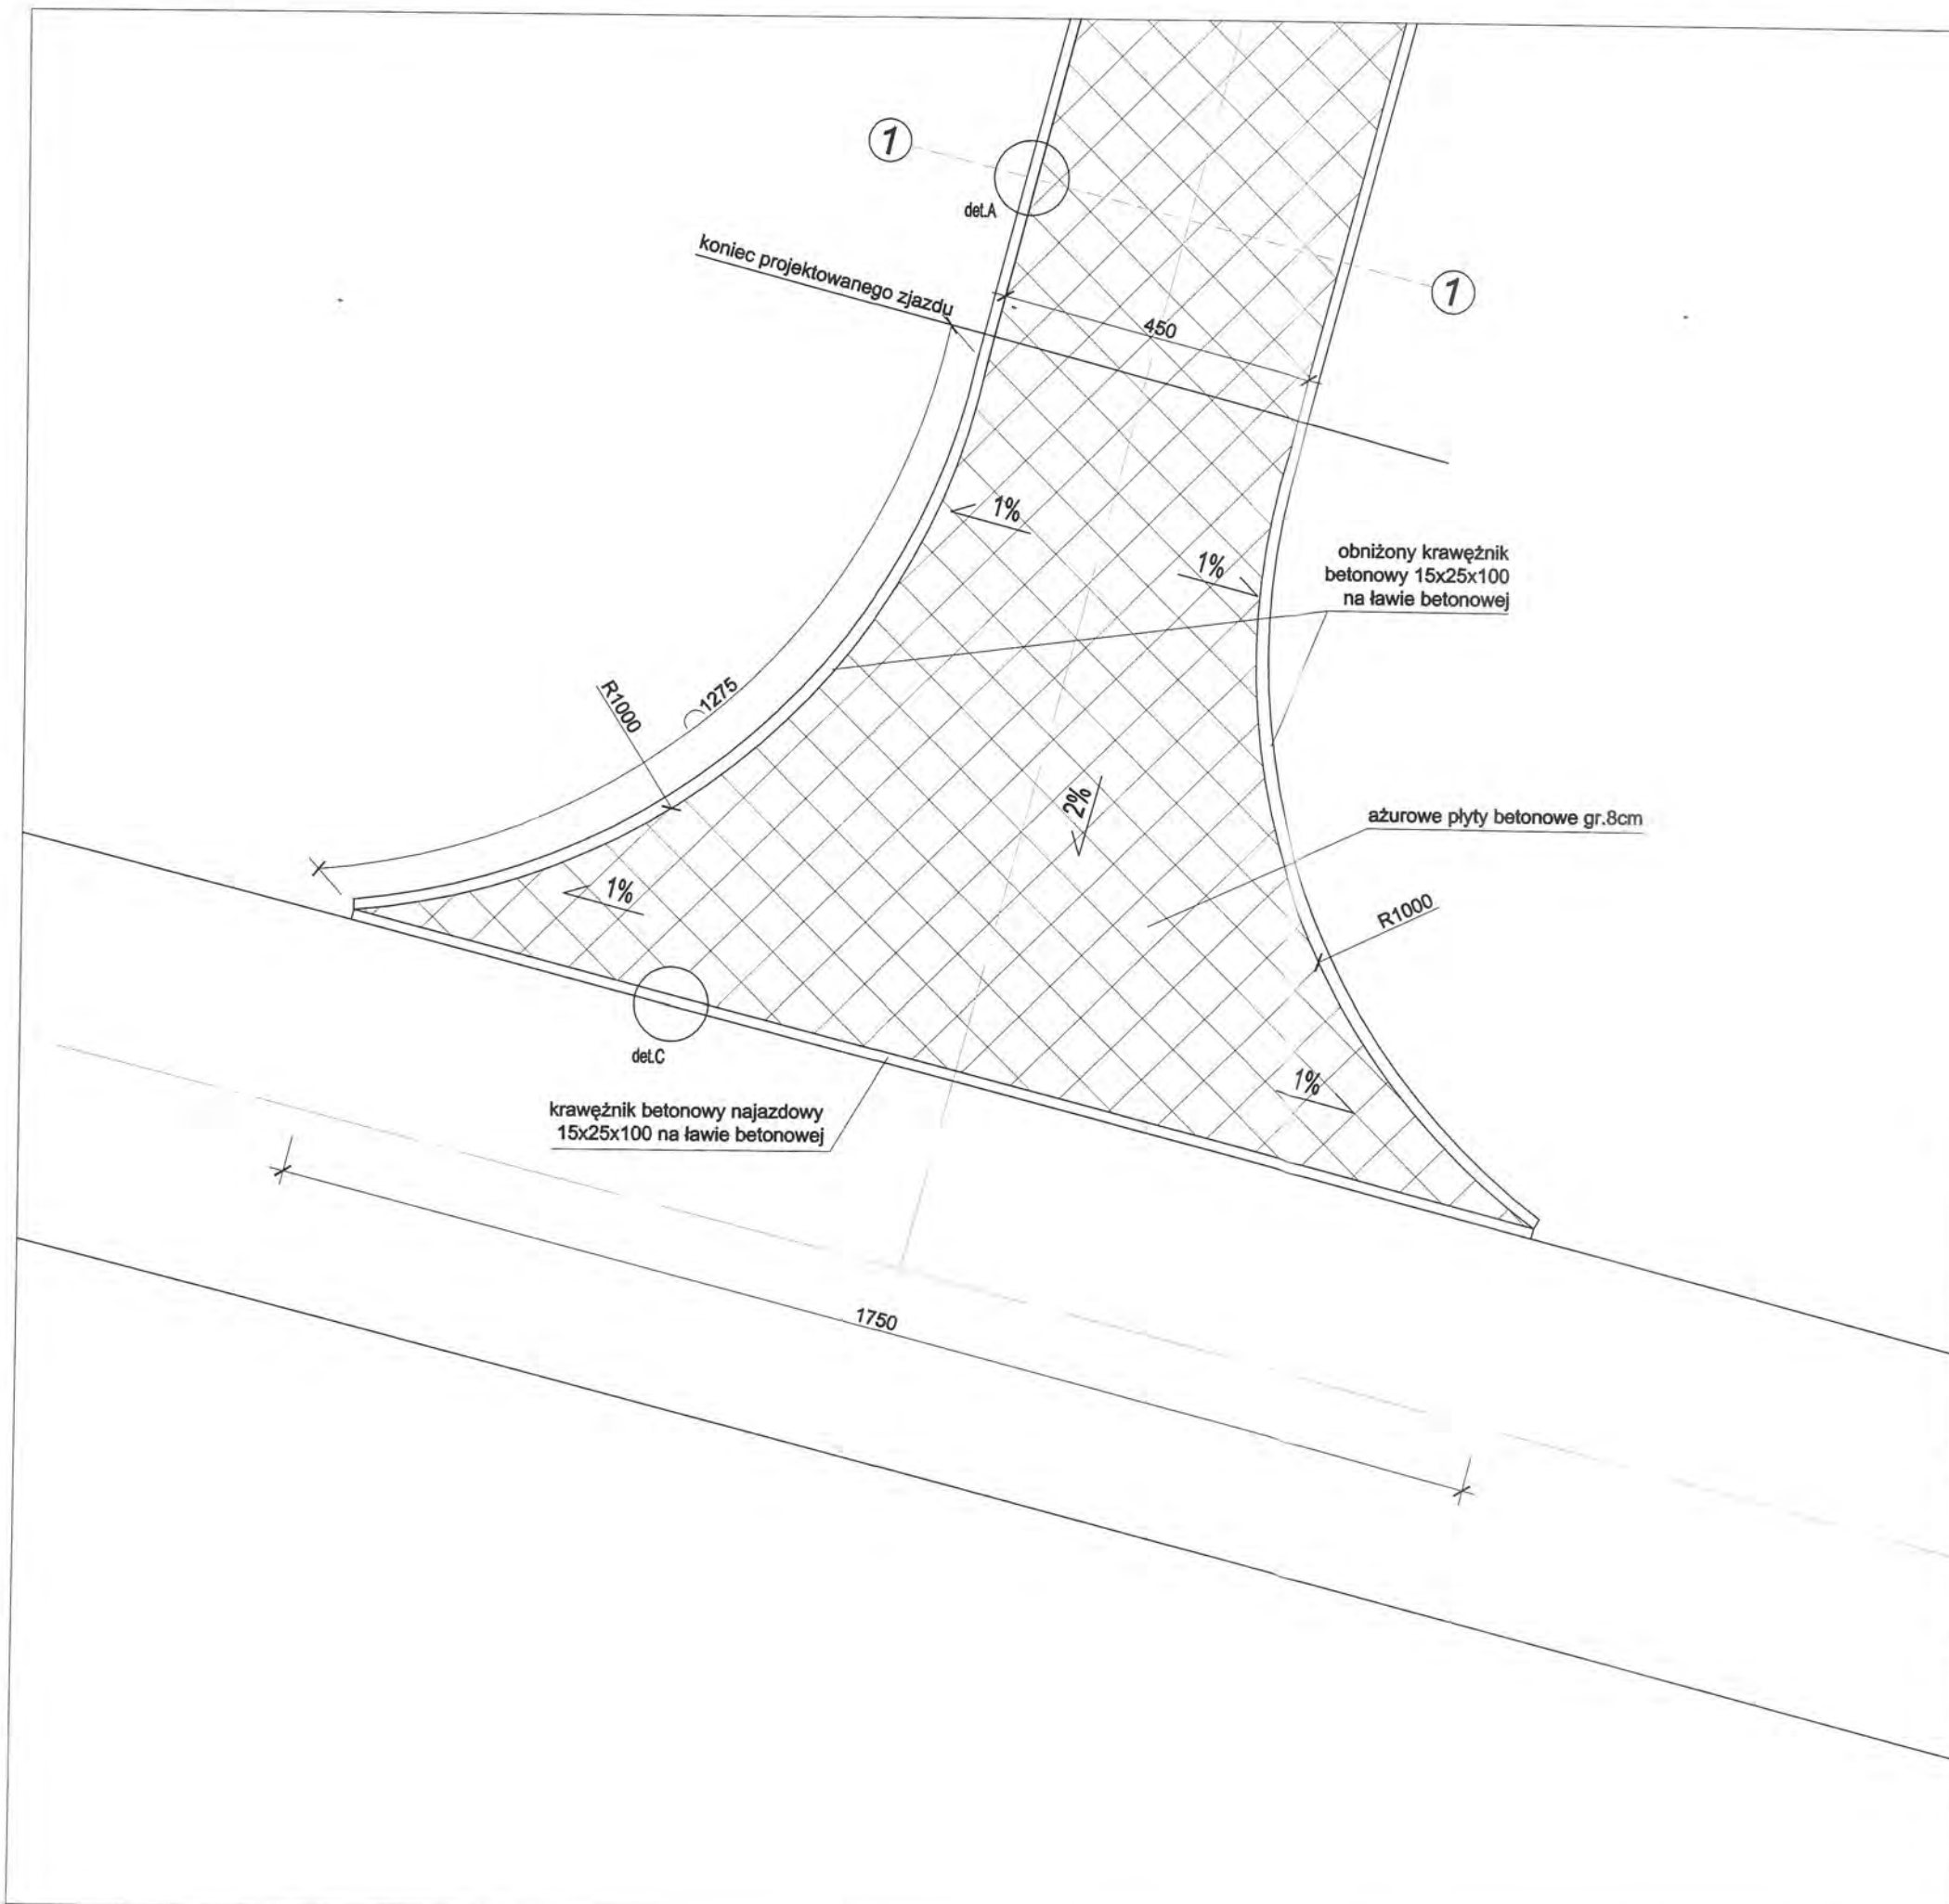 1
det.A
koniec projektowanego zjazdu
1
450
1%
1%
obniżony krawężnik
betonowy 15x25x100
na ławie betonowej
R1000
1275
2%
ażurowe płyty betonowe gr.8cm
1%
R1000
det.C
1%
krawężnik betonowy najazdowy
15x25x100 na ławie betonowej
1750